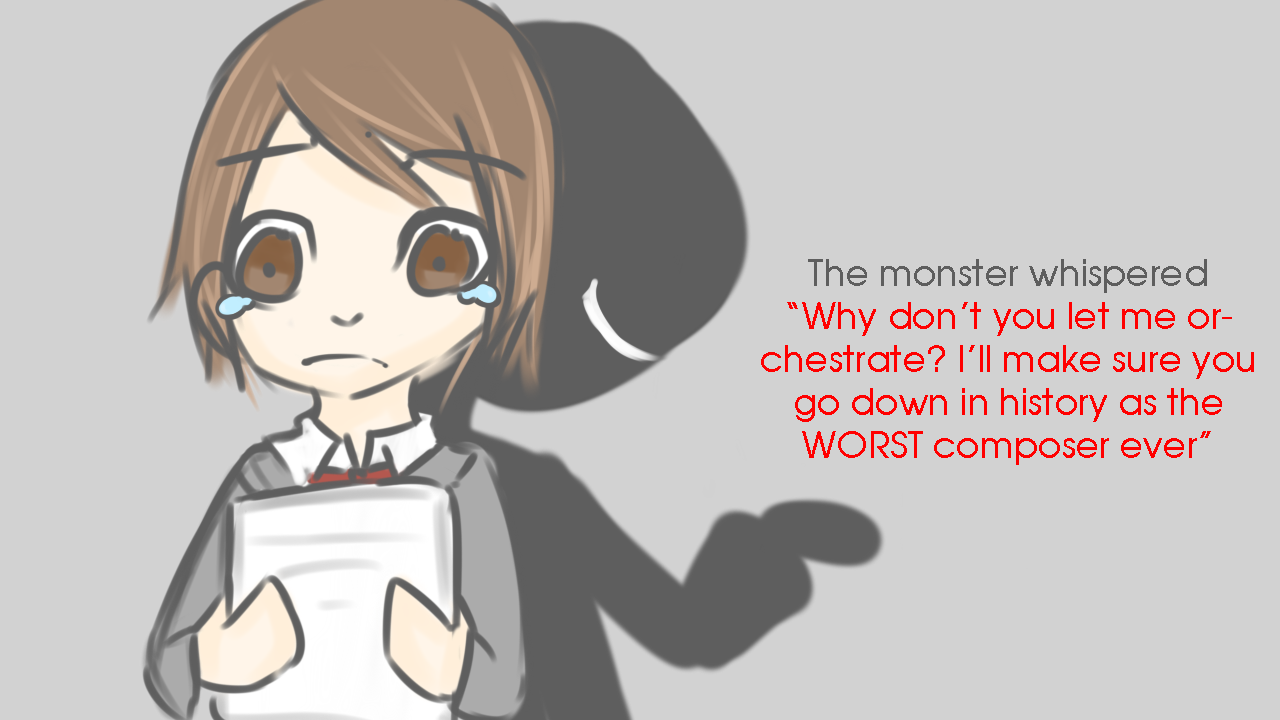 The monster whispered
“Why don’t you let me or-
chestrate? I’ll make sure you
go down in history as the
WORST composer ever”